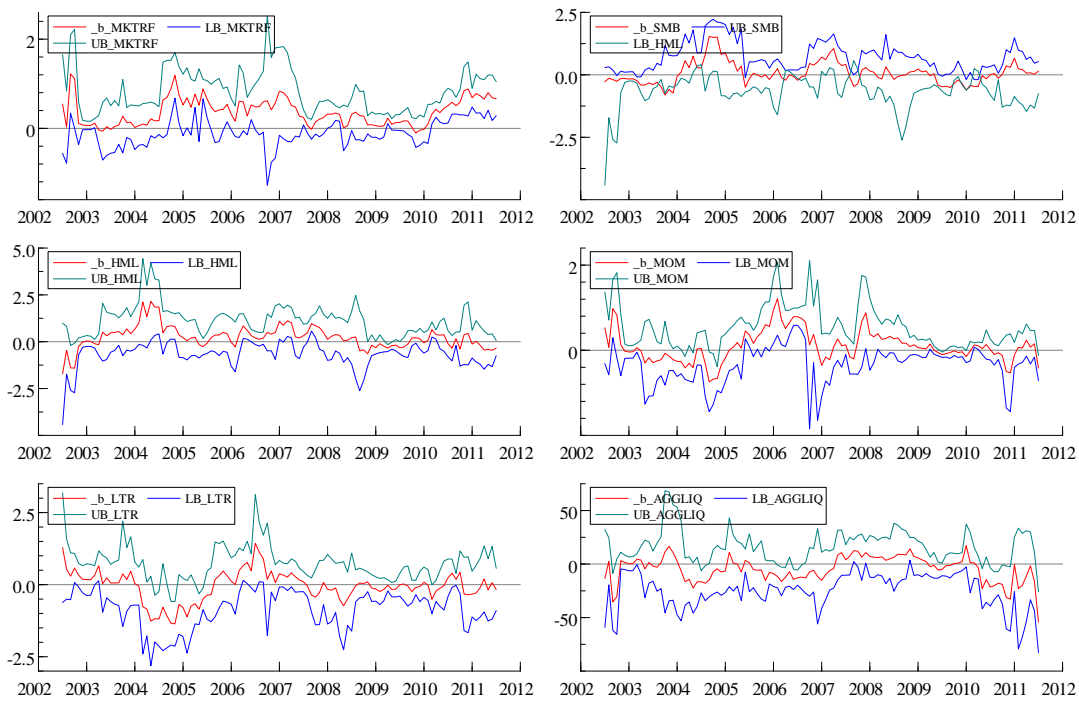 _b_MKTRF LB_MKTRF
UB_MKTRF
2
0
2002 2003 2004 2005 2006 2007 2008 2009 2010 2011 2012
_b_SMB UB_SMB
LB_HML
2.5
0.0
-2.5
2002 2003 2004 2005 2006 2007 2008 2009 2010 2011 2012
_b_HML LB_HML
UB_HML
5.0
2.5
0.0
-2.5
2002 2003 2004 2005 2006 2007 2008 2009 2010 2011 2012
_b_MOM LB_MOM
UB_MOM
2
0
2002 2003 2004 2005 2006 2007 2008 2009 2010 2011 2012
_b_LTR LB_LTR
UB_LTR
2.5
0.0
-2.5
2002 2003 2004 2005 2006 2007 2008 2009 2010 2011 2012
_b_AGGLIQ LB_AGGLIQ
UB_AGGLIQ
50
0
-50
2002 2003 2004 2005 2006 2007 2008 2009 2010 2011 2012